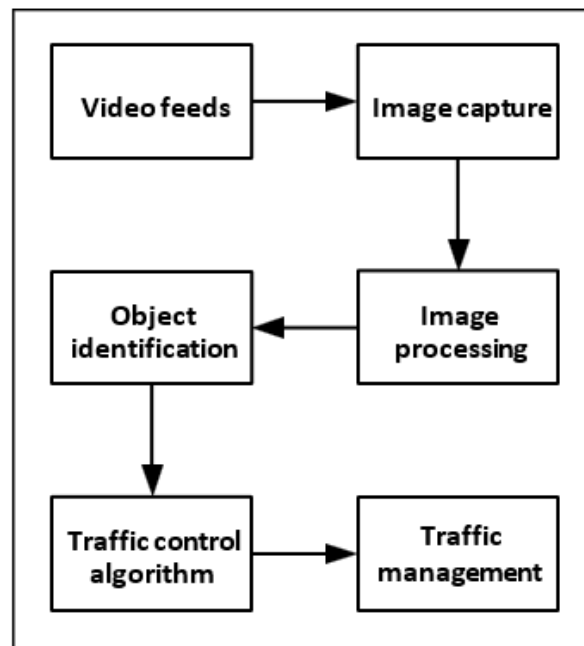 Video feeds
Image capture
Object
identification
Image
processing
Traffic control
algorithm
Traffic
management